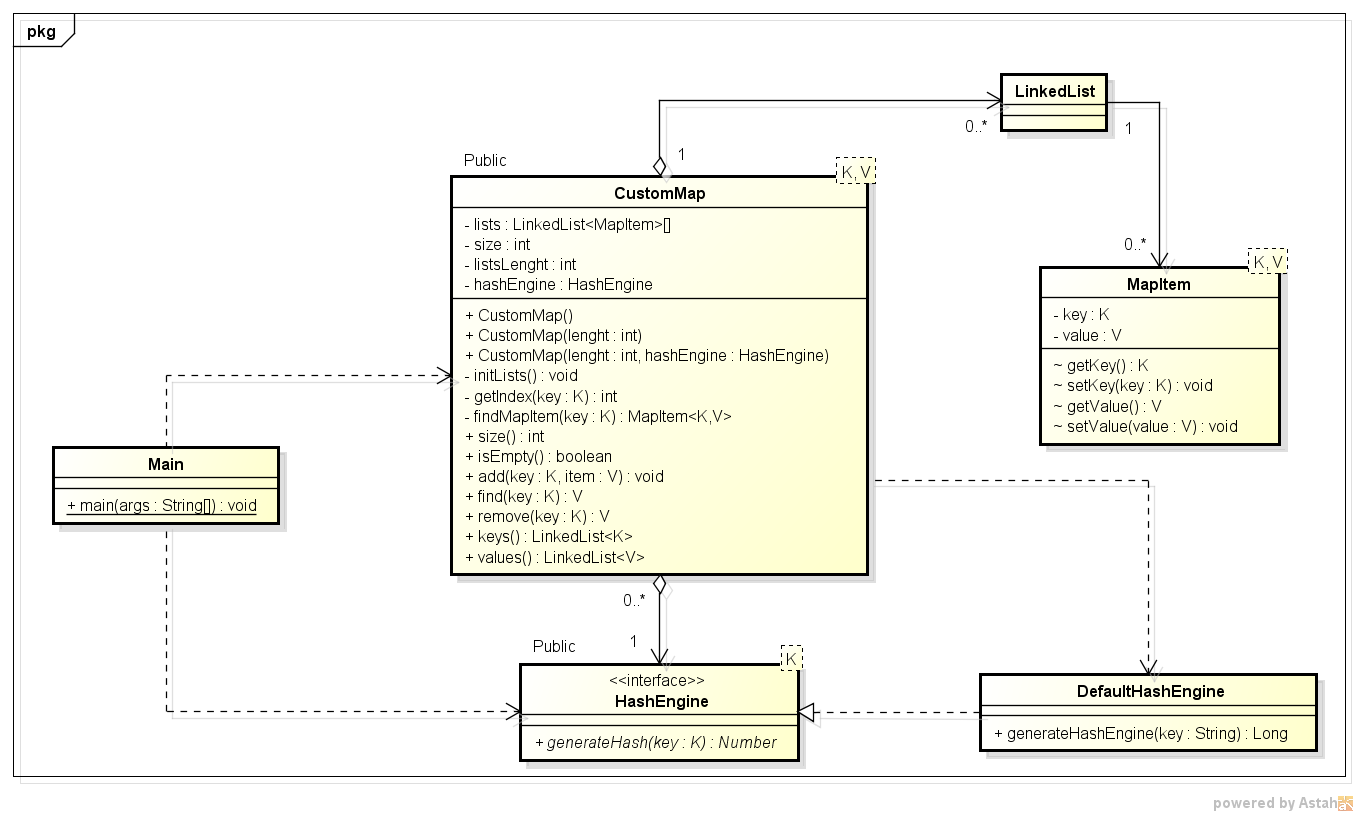 pkg
LinkedList
0..*
1
1
Public
K, V
CustomMap
- lists : LinkedList<MapItem>[]
- size : int
- listsLenght : int
- hashEngine : HashEngine
+ CustomMap()
+ CustomMap(lenght : int)
+ CustomMap(lenght : int, hashEngine : HashEngine)
- initLists() : void
- getIndex(key : K) : int
- findMapItem(key : K) : MapItem<K,V>
+ size() : int
+ isEmpty() : boolean
+ add(key : K, item : V) : void
+ find(key : K) : V
+ remove(key : K) : V
+ keys() : LinkedList<K>
+ values() : LinkedList<V>
0..*
K, V
MapItem
- key : K
- value : V
~ getKey() : K
~ setKey(key : K) : void
~ getValue() : V
~ setValue(value : V) : void
Main
+ main(args : String[]) : void
0..*
1
Public
K
<<interface>>
HashEngine
+ generateHash(key : K) : Number
DefaultHashEngine
+ generateHashEngine(key : String) : Long
powered by Astah